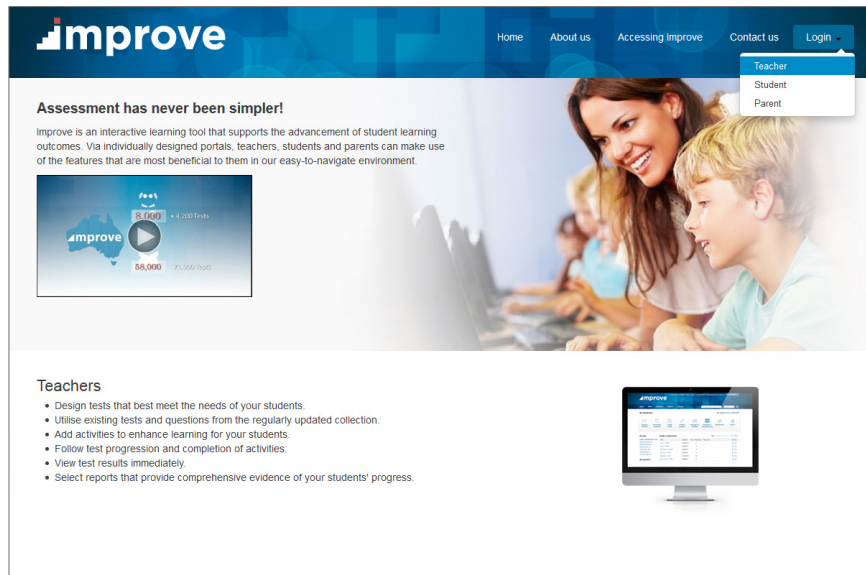 improve
Home About us Accessing Improve Contact us Login
Teacher
Student
Parent
Assessment has never been simpler!
Improve is an interactive learning tool that supports the advancement of student learning
outcomes. Via individually designed portals, teachers, students and parents can make use
of the features that are most beneficial to them in our easy-to-navigate environment.
8,000 • 4,200 Tests
improve
58,000
Teachers
• Design tests that best meet the needs of your students.
• Utilise existing tests and questions from the regularly updated collection.
• Add activities to enhance learning for your students.
• Follow test progression and completion of activities.
• View test results immediately.
• Select reports that provide comprehensive evidence of your students' progress.
improve